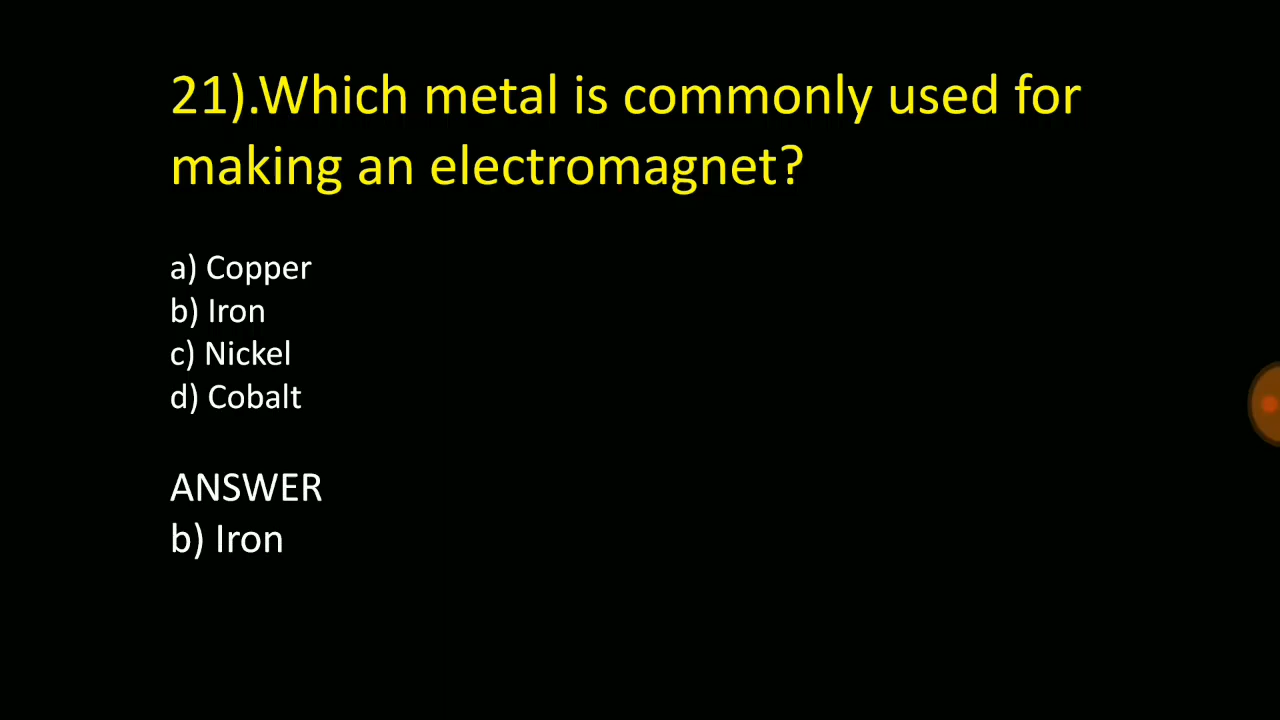 21).Which metal is commonly used for
making an electromagnet?
a) Copper
b) Iron
c) Nickel
d) Cobalt
ANSWER
b) Iron